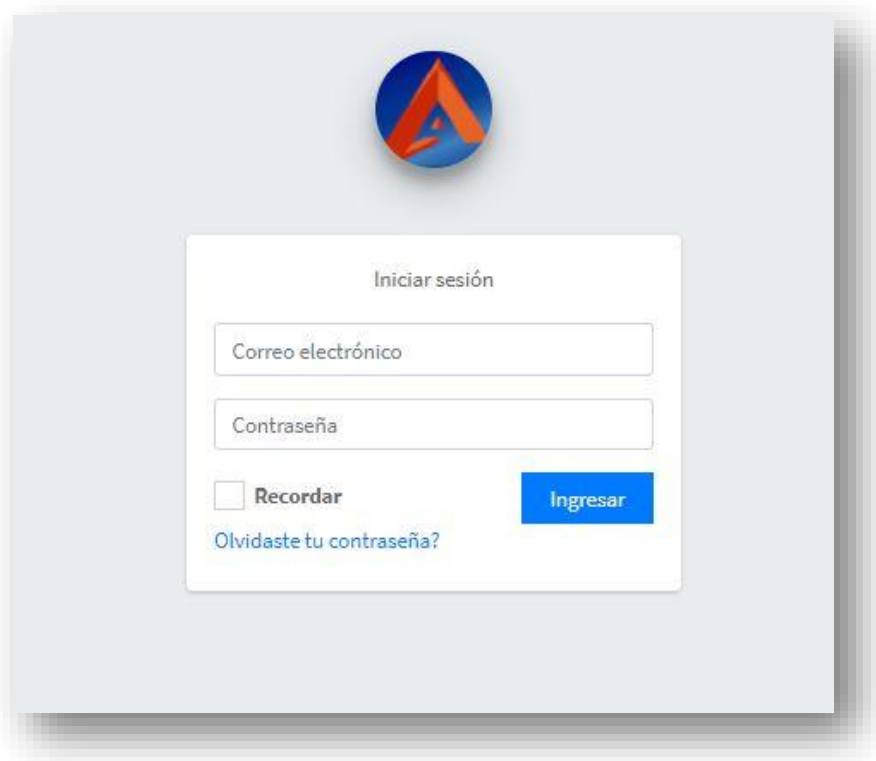 Iniciar sesión
Correo electrónico
Contraseña
Recordar
Ingresar
Olvidaste tu contraseña?